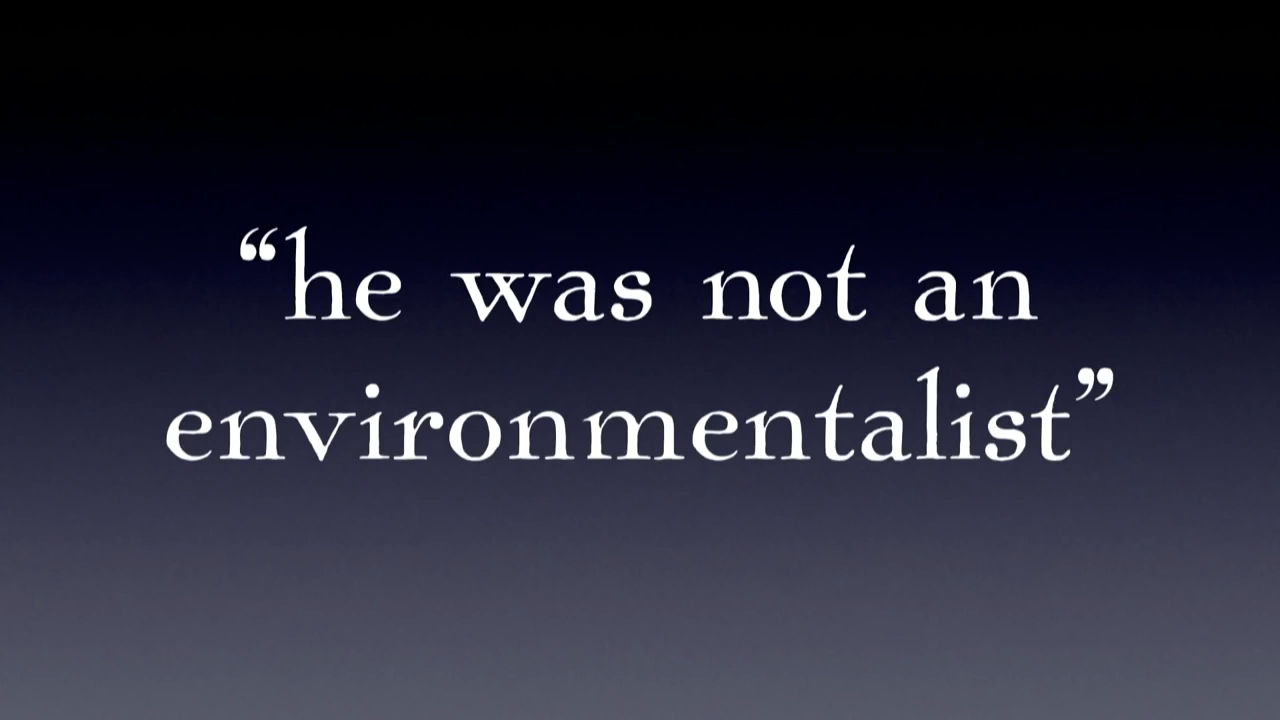 “he was not an
environmentalist”